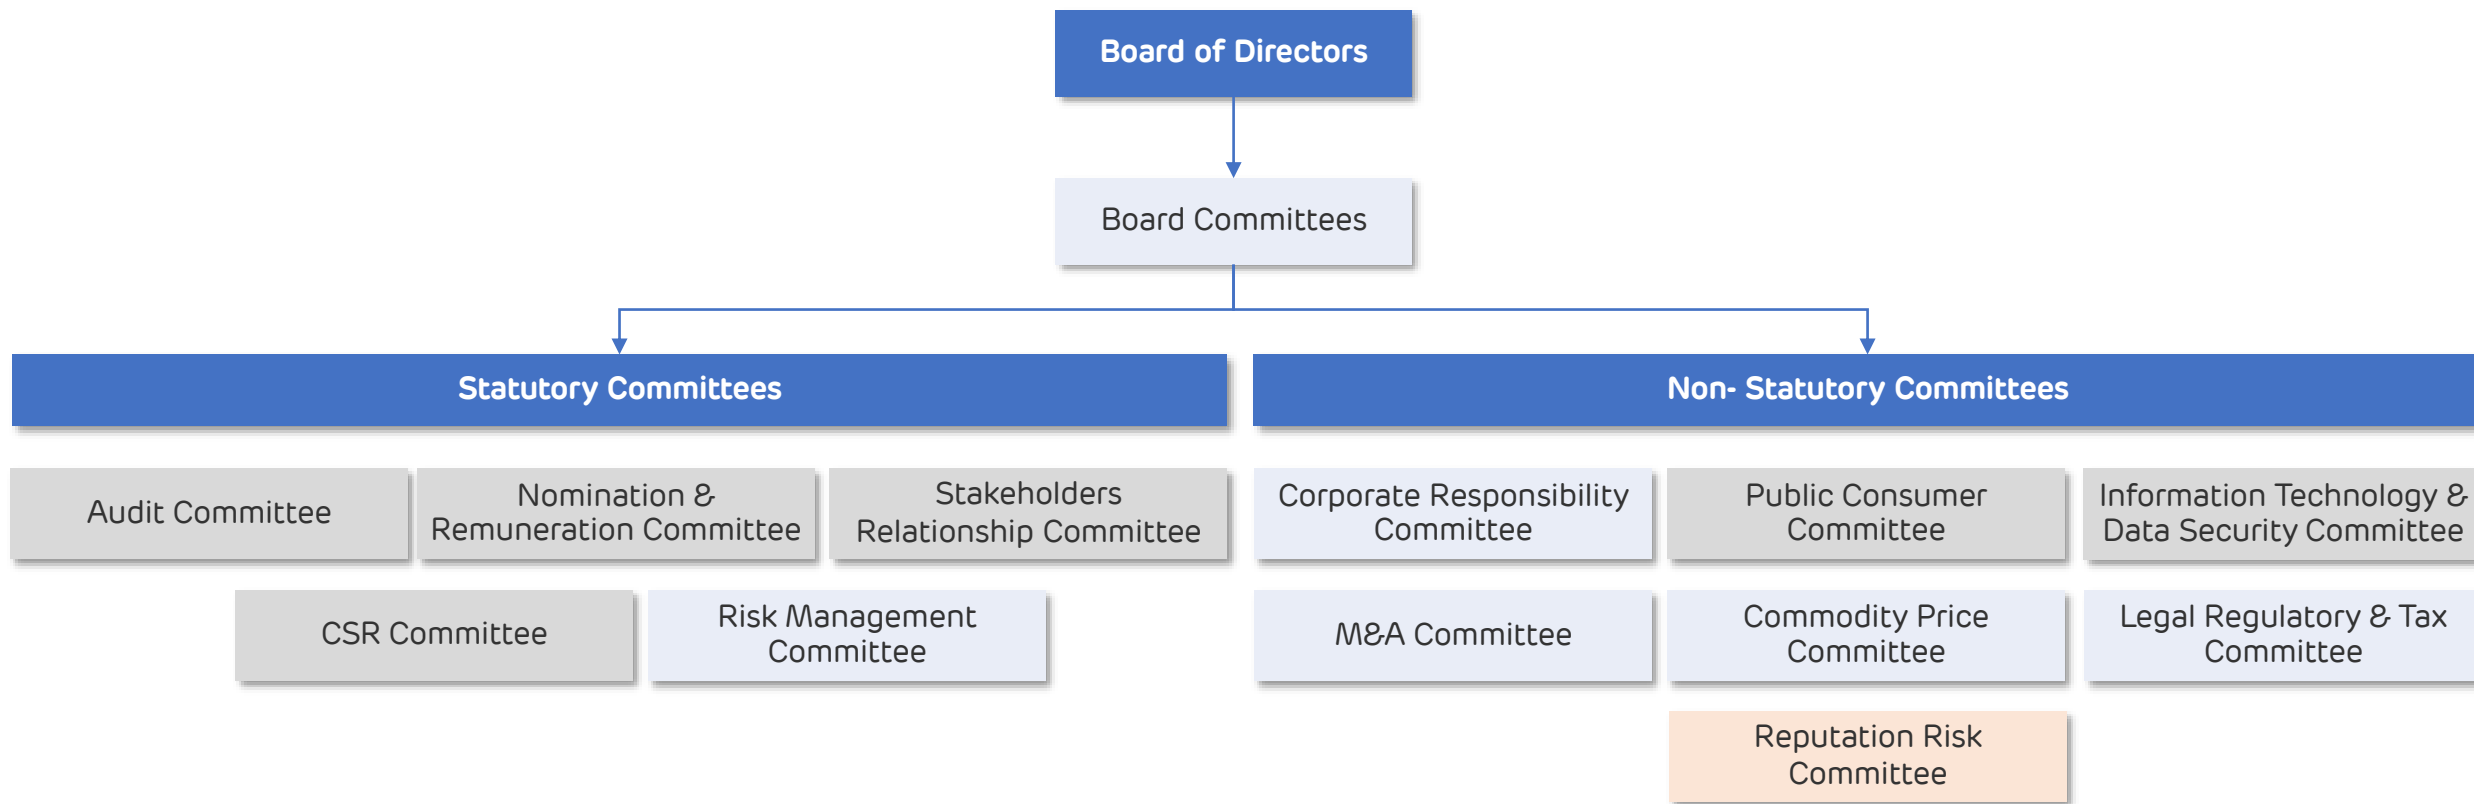 Board of Directors
Board Committees
Statutory Committees
Non- Statutory Committees
Audit Committee
Nomination &
Remuneration Committee
Stakeholders
Relationship Committee
Corporate Responsibility
Committee
Public Consumer
Committee
Information Technology &
Data Security Committee
CSR Committee
Risk Management
Committee
M&A Committee
Commodity Price
Committee
Legal Regulatory & Tax
Committee
Reputation Risk
Committee